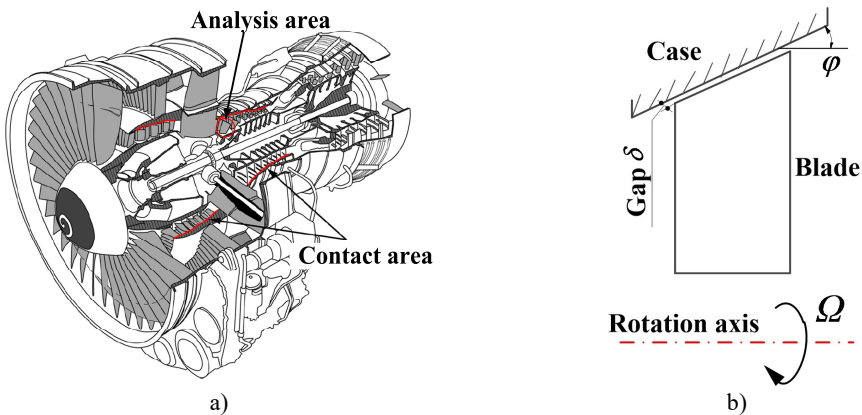 Analysis area
Contact area
a)
Case
φ
Gap δ
Blade
Rotation axis
Ω
b)